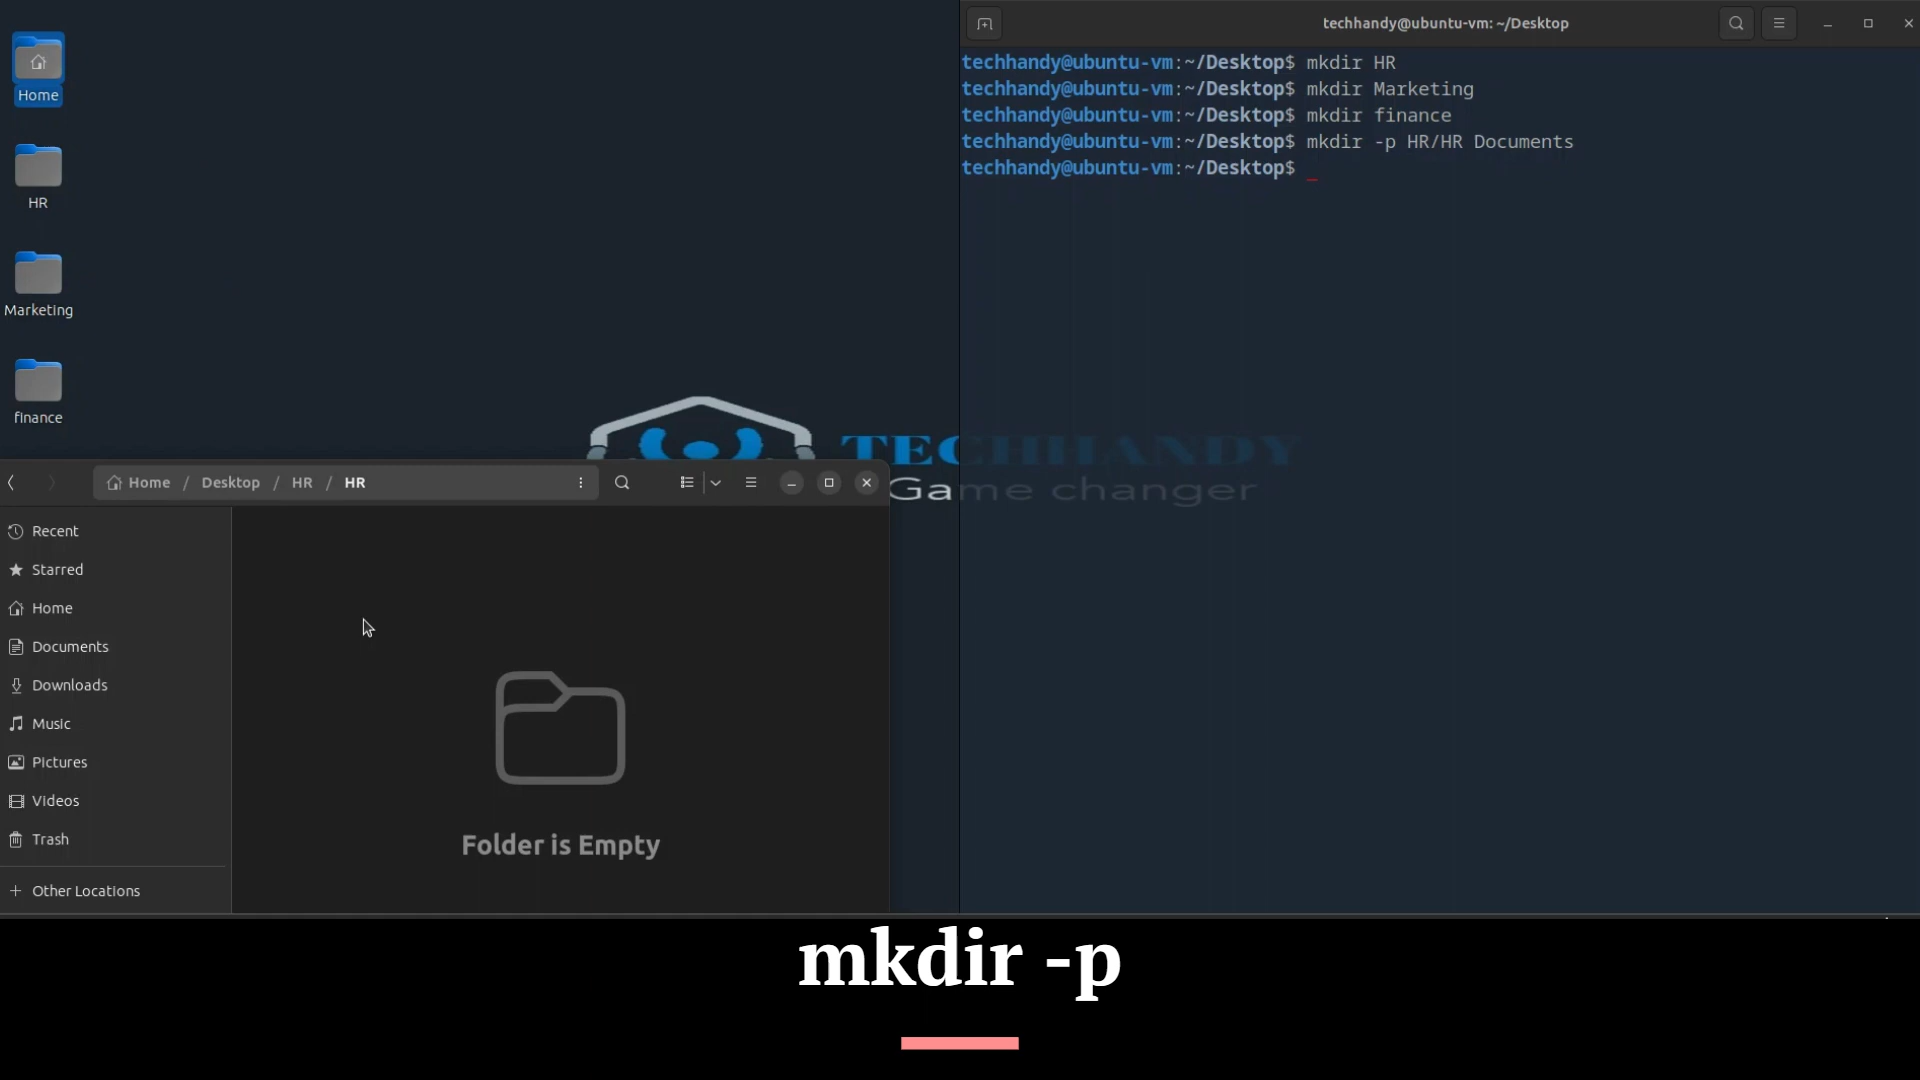 Home
HR
Marketing
finance
techhandy@ubuntu-vm: ~/Desktop
techhandy@ubuntu-vm:~/Desktop$ mkdir HR
techhandy@ubuntu-vm:~/Desktop$ mkdir Marketing
techhandy@ubuntu-vm:~/Desktop$ mkdir finance
techhandy@ubuntu-vm:~/Desktop$ mkdir -p HR/HR Documents
techhandy@ubuntu-vm:~/Desktop$ _
TECHHANDY
Game changer
Home / Desktop / HR / HR
Recent
Starred
Home
Documents
Downloads
Music
Pictures
Videos
Trash
+ Other Locations
Folder is Empty
mkdir -p